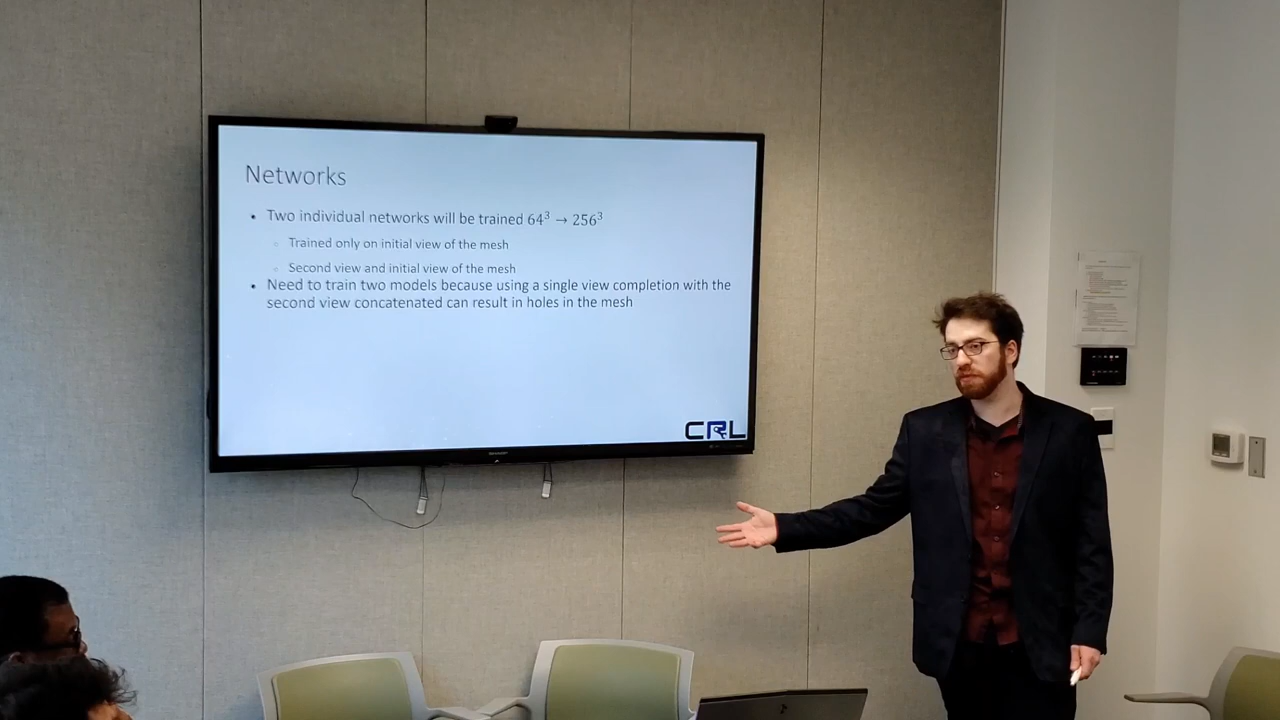 Networks
• Two individual networks will be trained 64³ → 256³
◦ Trained only on initial view of the mesh
◦ Second view and initial view of the mesh
• Need to train two models because using a single view completion with the
second view concatenated can result in holes in the mesh
CRL